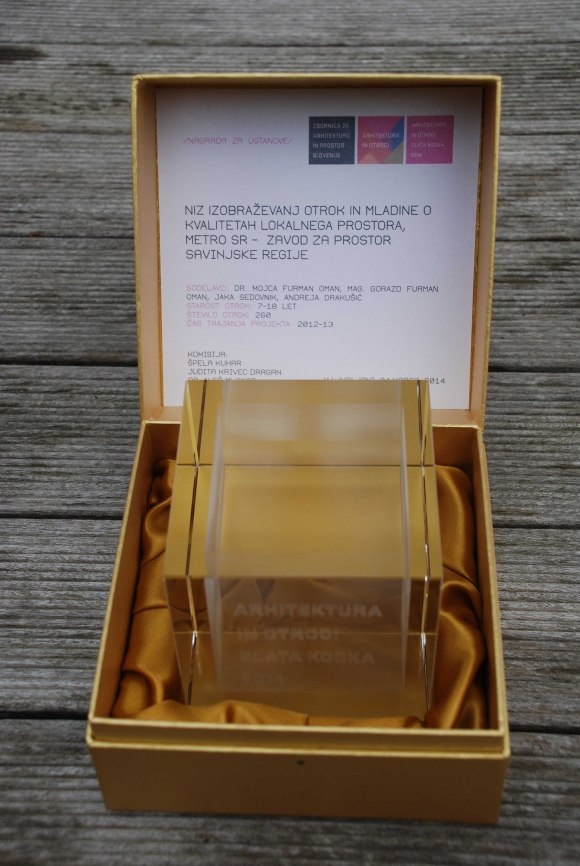 /NAGRADA ZA USTANOVE/
ZBORNICA ZA
ARHITEKTURO
IN PROSTOR
SLOVENIJE
ARHITEKTURA
IN OTROCI
ARHITEKTURA
IN OTROCI
ZLATA KOCKA
2014
NIZ IZOBRAŽEVANJ OTROK IN MLADINE O
KVALITETAH LOKALNEGA PROSTORA,
METRO SR - ZAVOD ZA PROSTOR
SAVINJSKE REGIJE
SODELAVCI: DR. MOJCA FURMAN OMAN, MAG. GORAZD FURMAN
OMAN, JAKA SEDOVNIK, ANDREJA DRAKUŠIČ
STAROST OTROK: 7-18 LET
ŠTEVILO OTROK: 260
ČAS TRAJANJA PROJEKTA: 2012-13
KOMISIJA:
ŠPELA KUHAR
JUDITA KRIVEC DRAGAN
2014
ARHITEKTURA
IN OTROCI
ZLATA KOCKA
2014